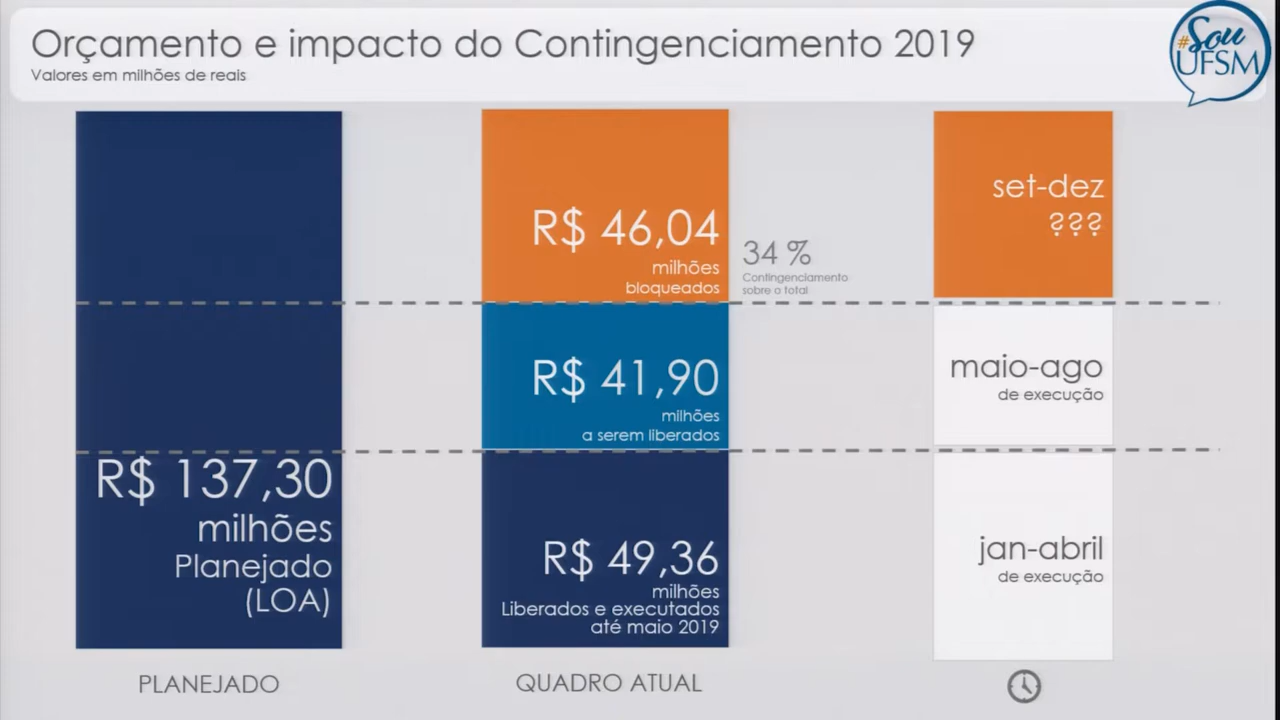 Orçamento e impacto do Contingenciamento 2019
Valores em milhões de reais
#Sou
UFSM
R$ 137,30
milhões
Planejado
(LOA)
PLANEJADO
R$ 46,04
milhões
bloqueados
34 %
Contingenciamento
sobre o total
R$ 41,90
milhões
a serem liberados
R$ 49,36
milhões
Liberados e executados
até maio 2019
QUADRO ATUAL
set-dez
???
maio-ago
de execução
jan-abril
de execução